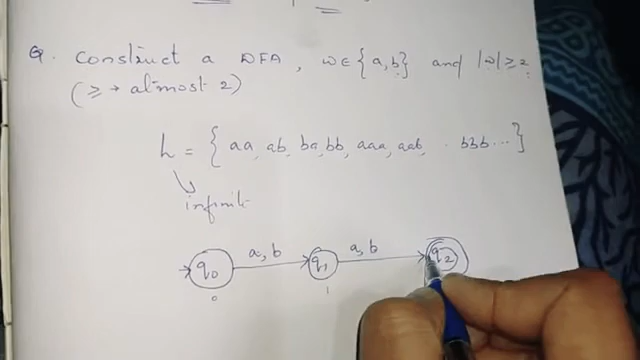 Q. Construct a DFA, w∈{a,b} and |w|≥2
(≥ → almost 2)
L = { aa, ab, ba, bb, aaa, aab, . bbb... }
infinite
a, b a, b
q0 q1 q2
0 1